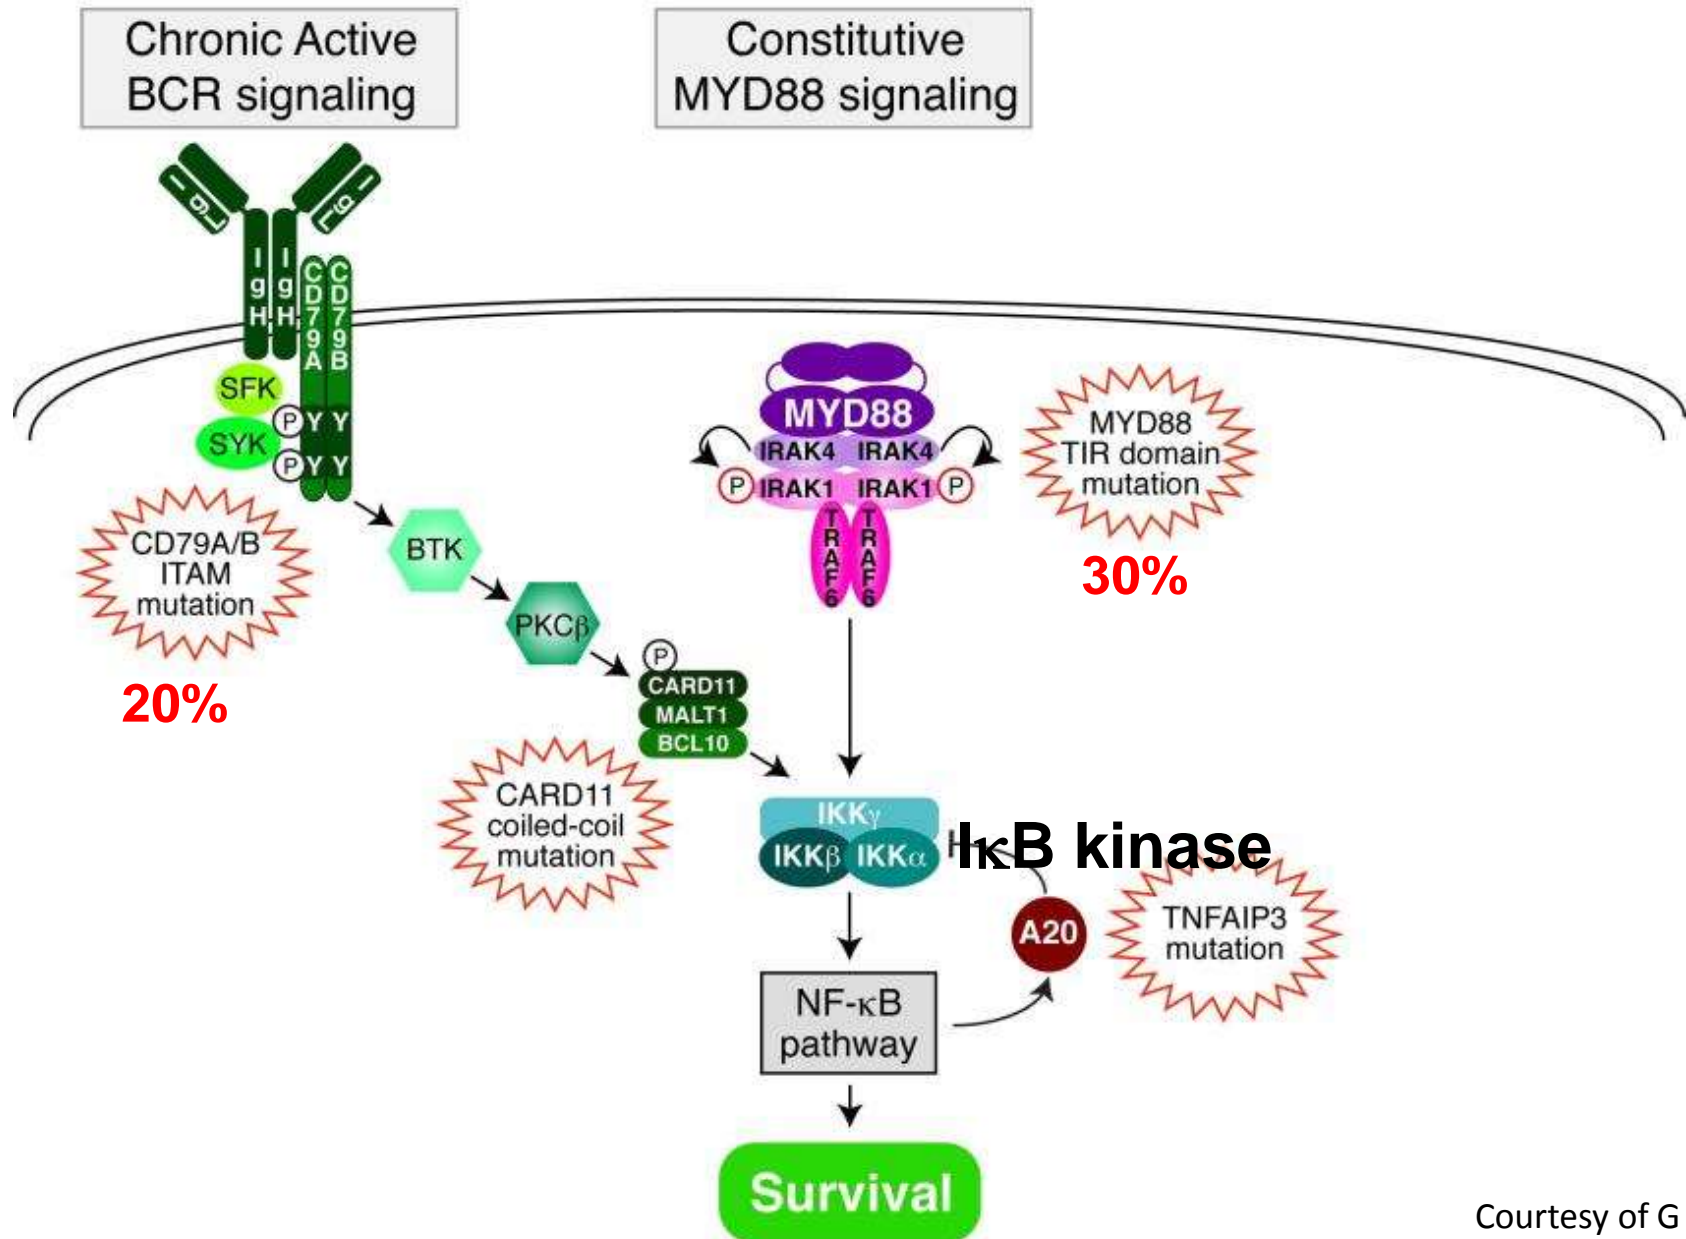 Chronic Active
BCR signaling
Constitutive
MYD88 signaling
IgL
IgL
IgH
IgH
CD79A
CD79B
SFK
SYK
P
P
Y Y
Y Y
CD79A/B
ITAM
mutation
20%
BTK
PKCβ
P
CARD11
MALT1
BCL10
CARD11
coiled-coil
mutation
MYD88
IRAK4 IRAK4
P IRAK1 IRAK1 P
TRAF6
TRAF6
MYD88
TIR domain
mutation
30%
IKKγ
IKKβ IKKα
IκB kinase
A20
TNFAIP3
mutation
NF-κB
pathway
Survival
Courtesy of G